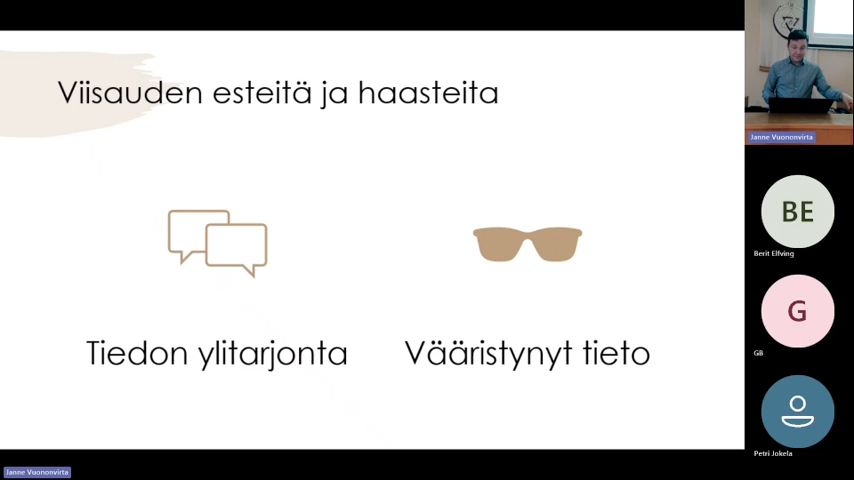 Viisauden esteitä ja haasteita
Tiedon ylitarjonta
Vääristynyt tieto
Janne Vuononvirta
BE
Berit Elfving
G
GB
Petri Jokela
Janne Vuononvirta